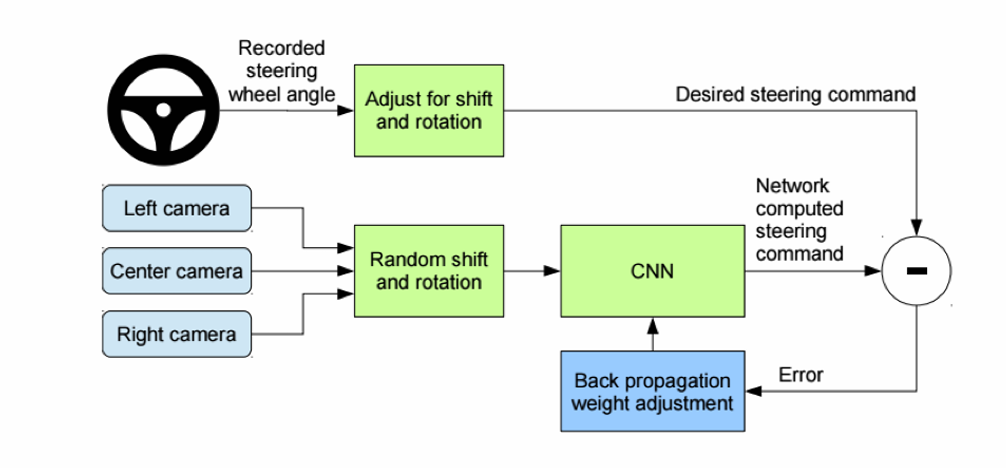 Recorded
steering
wheel angle
Adjust for shift
and rotation
Desired steering command
Left camera
Center camera
Right camera
Random shift
and rotation
CNN
Network
computed
steering
command
-
Back propagation
weight adjustment
Error